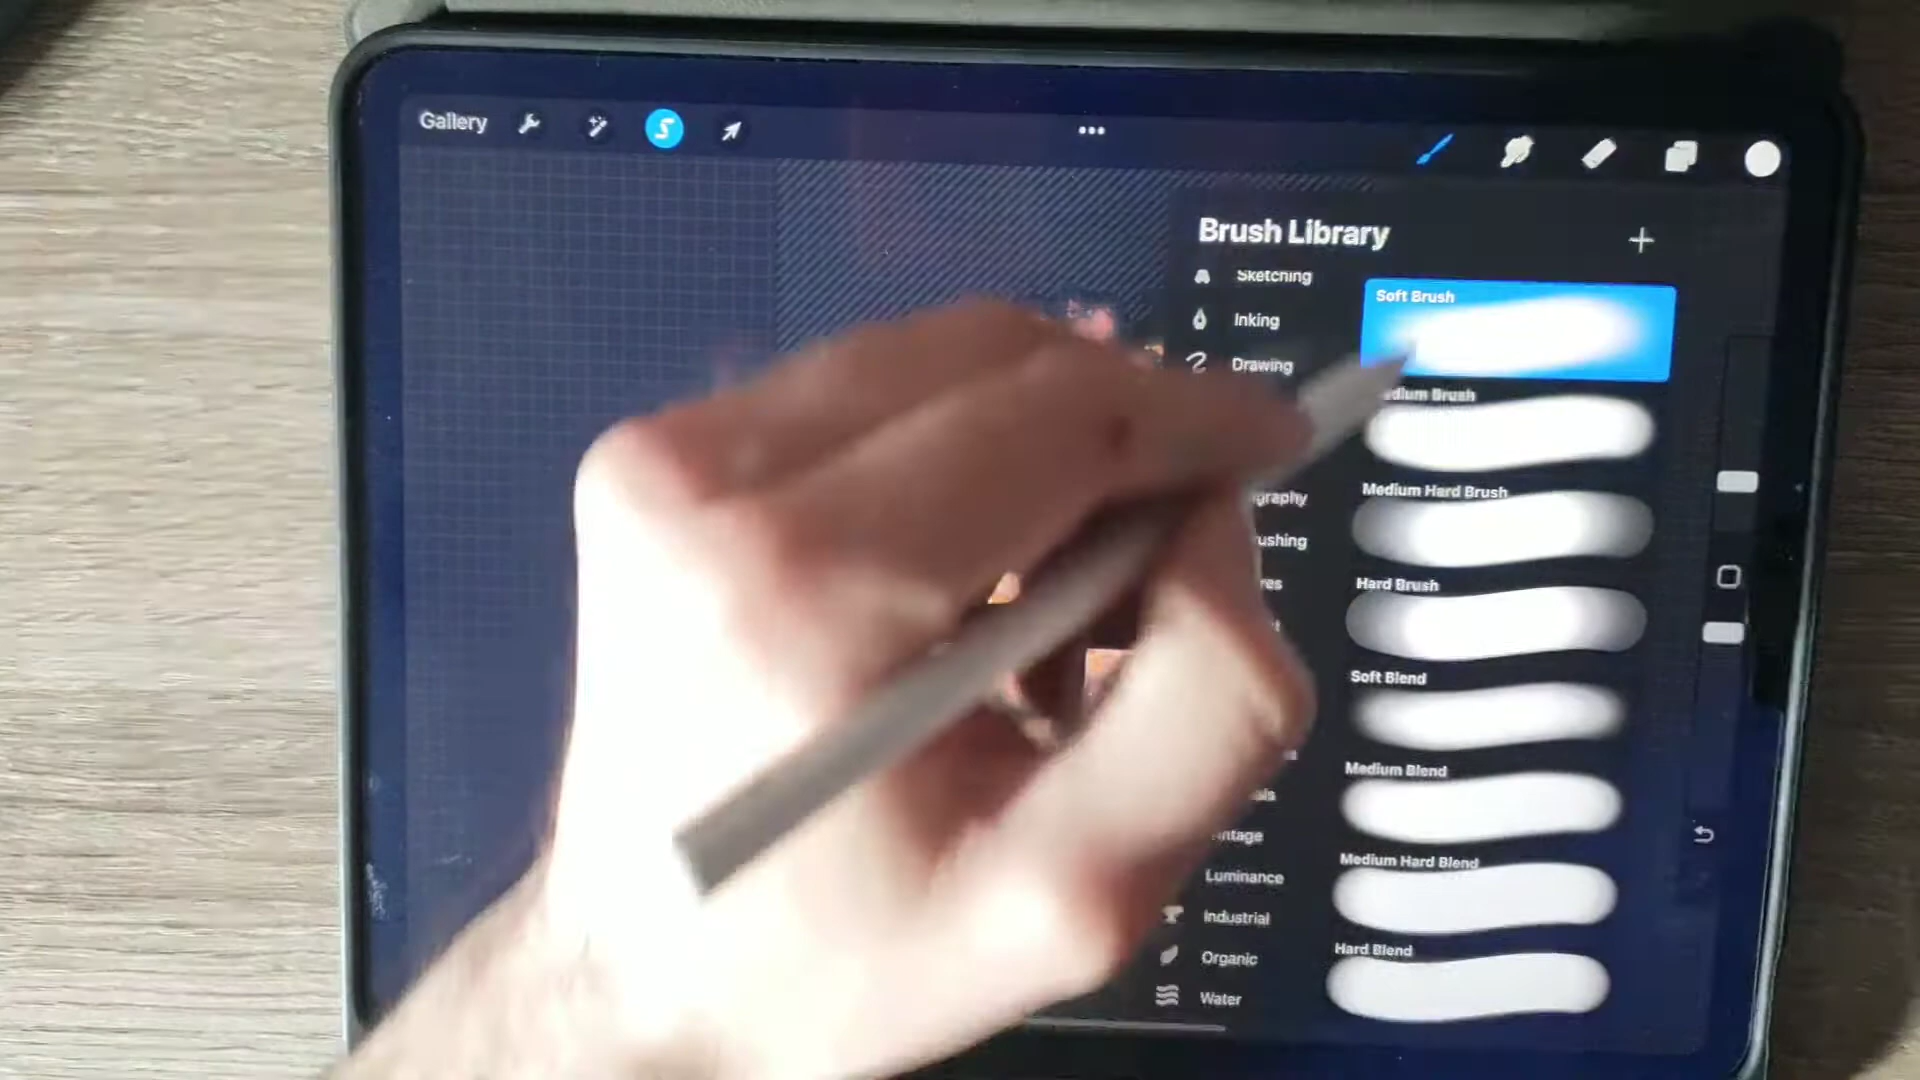 Gallery
Brush Library
Sketching
Inking
Drawing
Luminance
Industrial
Organic
Water
Soft Brush
Brush
Medium Hard Brush
Hard Brush
Soft Blend
Medium Blend
Medium Hard Blend
Hard Blend